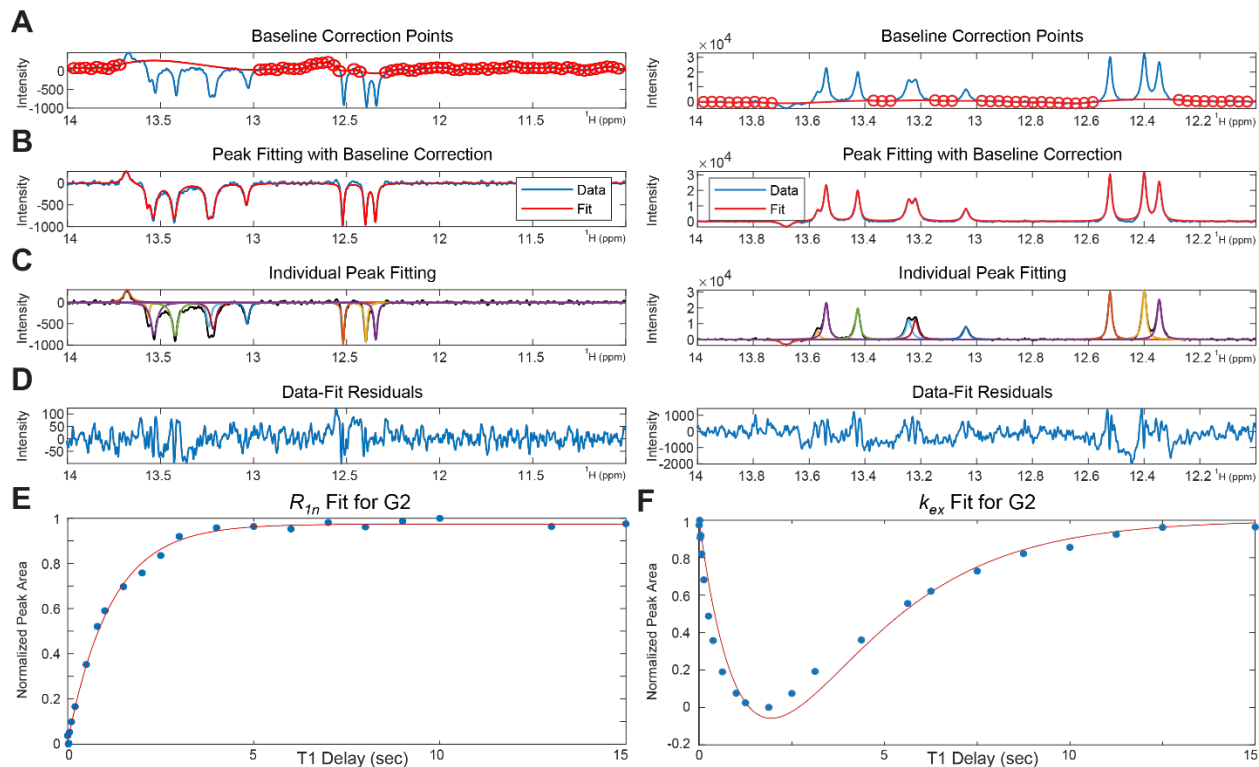 A
Baseline Correction Points
Intensity
500
0
-500
-1000
14 13.5 13 12.5 12 11.5 ¹H (ppm)
Baseline Correction Points
×10⁴
Intensity
3
2
1
0
14 13.8 13.6 13.4 13.2 13 12.8 12.6 12.4 12.2 ¹H (ppm)
B
Peak Fitting with Baseline Correction
Intensity
0
-500
-1000
Data
Fit
14 13.5 13 12.5 12 11.5 ¹H (ppm)
Peak Fitting with Baseline Correction
×10⁴
Intensity
3
2
1
0
Data
Fit
14 13.8 13.6 13.4 13.2 13 12.8 12.6 12.4 12.2 ¹H (ppm)
C
Individual Peak Fitting
Intensity
0
-500
-1000
14 13.5 13 12.5 12 11.5 ¹H (ppm)
Individual Peak Fitting
×10⁴
Intensity
3
2
1
0
14 13.8 13.6 13.4 13.2 13 12.8 12.6 12.4 12.2 ¹H (ppm)
D
Data-Fit Residuals
Intensity
100
50
0
-50
14 13.5 13 12.5 12 11.5 ¹H (ppm)
Data-Fit Residuals
Intensity
1000
0
-1000
-2000
14 13.8 13.6 13.4 13.2 13 12.8 12.6 12.4 12.2 ¹H (ppm)
E
R1n Fit for G2
Normalized Peak Area
1
0.8
0.6
0.4
0.2
0
0 5 10 15
T1 Delay (sec)
F
kex Fit for G2
Normalized Peak Area
1
0.8
0.6
0.4
0.2
0
-0.2
0 5 10 15
T1 Delay (sec)